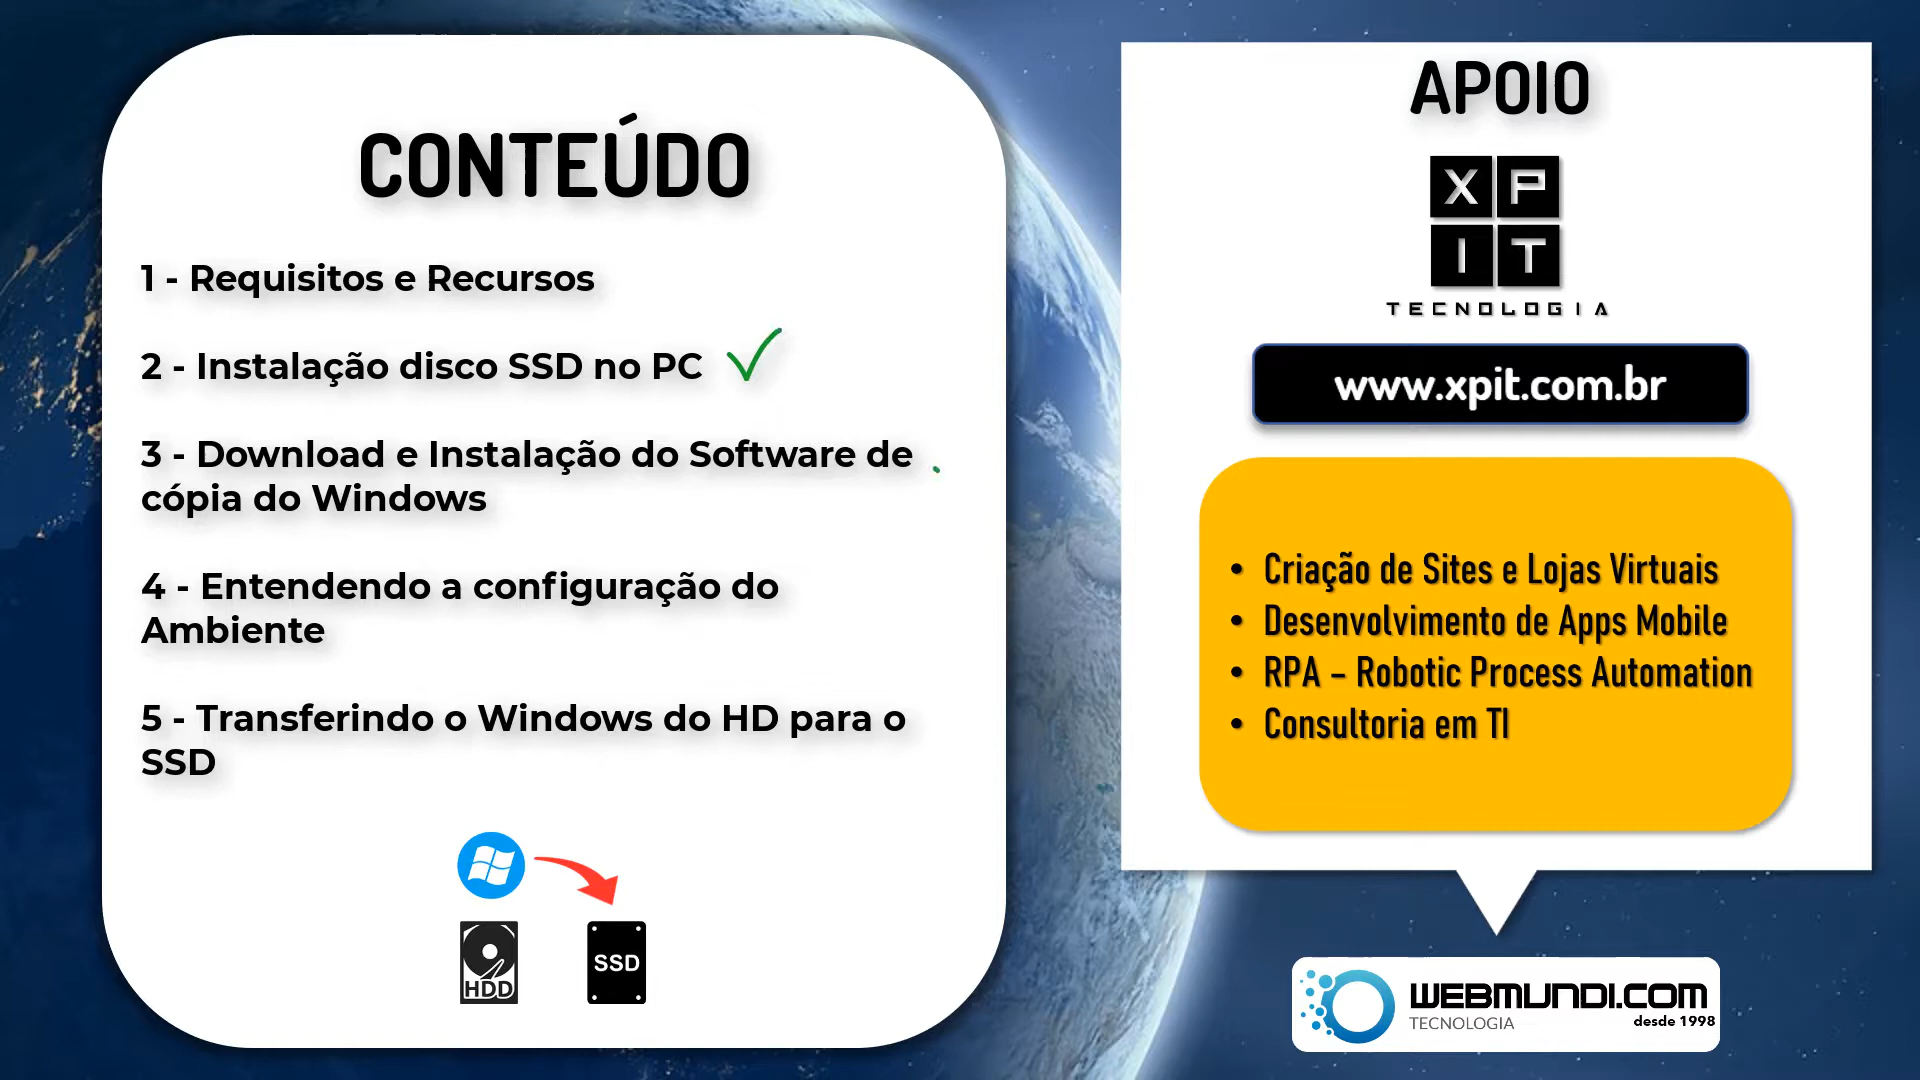 CONTEÚDO
1 - Requisitos e Recursos
2 - Instalação disco SSD no PC
3 - Download e Instalação do Software de
cópia do Windows
4 - Entendendo a configuração do
Ambiente
5 - Transferindo o Windows do HD para o
SSD
HDD
SSD
APOIO
XP
IT
TECNOLOGIA
www.xpit.com.br
• Criação de Sites e Lojas Virtuais
• Desenvolvimento de Apps Mobile
• RPA – Robotic Process Automation
• Consultoria em TI
WEBMUNDI.COM
TECNOLOGIA
desde 1998